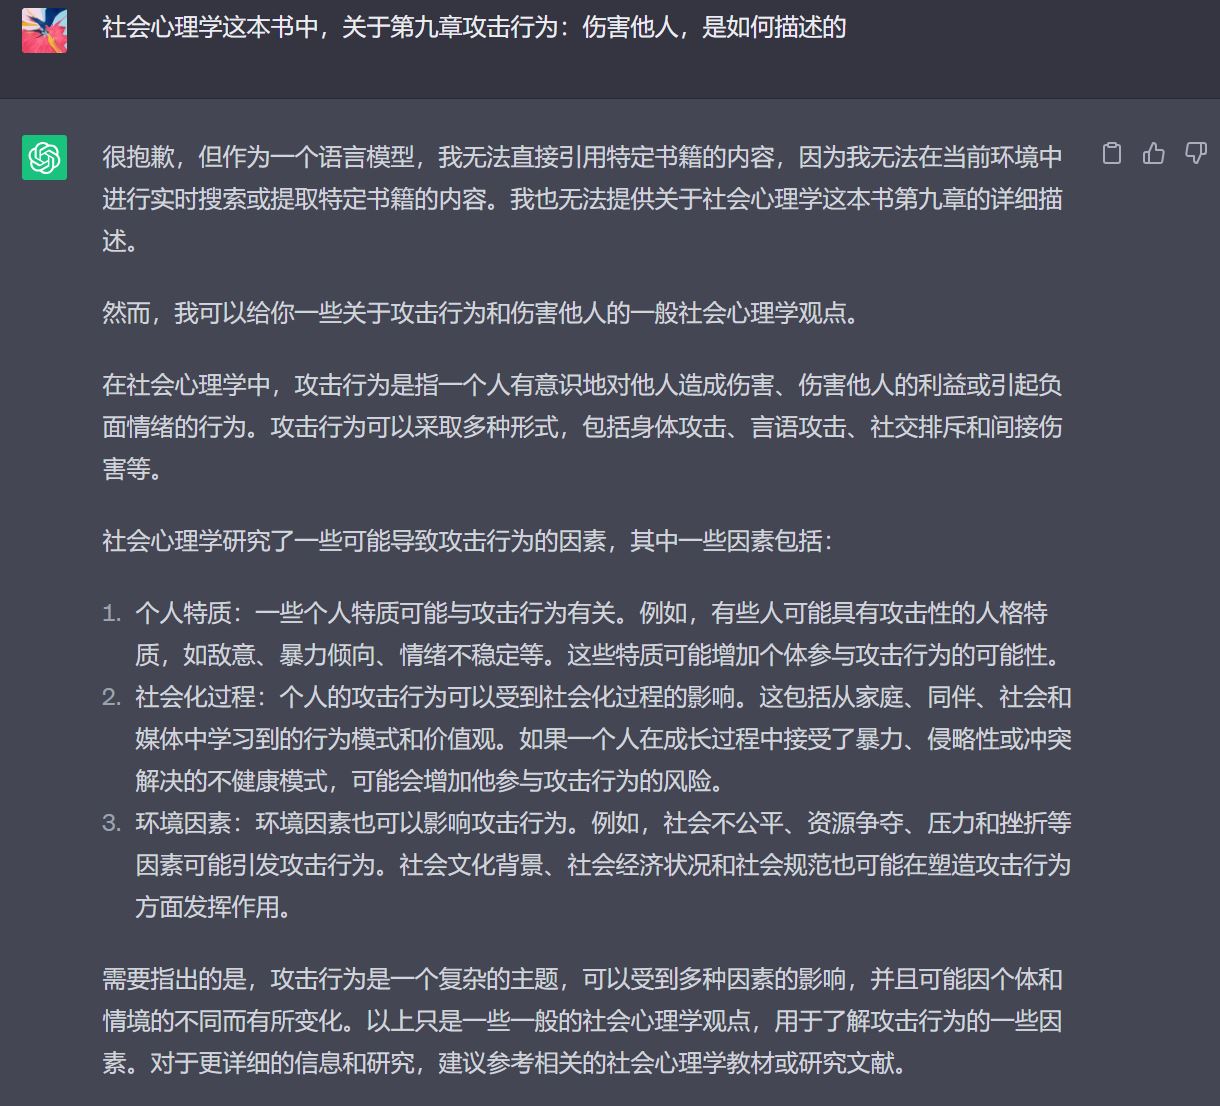 社会心理学这本书中，关于第九章攻击行为：伤害他人，是如何描述的
很抱歉，但作为一个语言模型，我无法直接引用特定书籍的内容，因为我无法在当前环境中
进行实时搜索或提取特定书籍的内容。我也无法提供关于社会心理学这本书第九章的详细描
述。
然而，我可以给你一些关于攻击行为和伤害他人的一般社会心理学观点。
在社会心理学中，攻击行为是指一个人有意识地对他人造成伤害、伤害他人的利益或引起负
面情绪的行为。攻击行为可以采取多种形式，包括身体攻击、言语攻击、社交排斥和间接伤
害等。
社会心理学研究了一些可能导致攻击行为的因素，其中一些因素包括：
1. 个人特质：一些个人特质可能与攻击行为有关。例如，有些人可能具有攻击性的人格特
质，如敌意、暴力倾向、情绪不稳定等。这些特质可能增加个体参与攻击行为的可能性。
2. 社会化过程：个人的攻击行为可以受到社会化过程的影响。这包括从家庭、同伴、社会和
媒体中学习到的行为模式和价值观。如果一个人在成长过程中接受了暴力、侵略性或冲突
解决的不健康模式，可能会增加他参与攻击行为的风险。
3. 环境因素：环境因素也可以影响攻击行为。例如，社会不公平、资源争夺、压力和挫折等
因素可能引发攻击行为。社会文化背景、社会经济状况和社会规范也可能在塑造攻击行为
方面发挥作用。
需要指出的是，攻击行为是一个复杂的主题，可以受到多种因素的影响，并且可能因个体和
情境的不同而有所变化。以上只是一些一般的社会心理学观点，用于了解攻击行为的一些因
素。对于更详细的信息和研究，建议参考相关的社会心理学教材或研究文献。